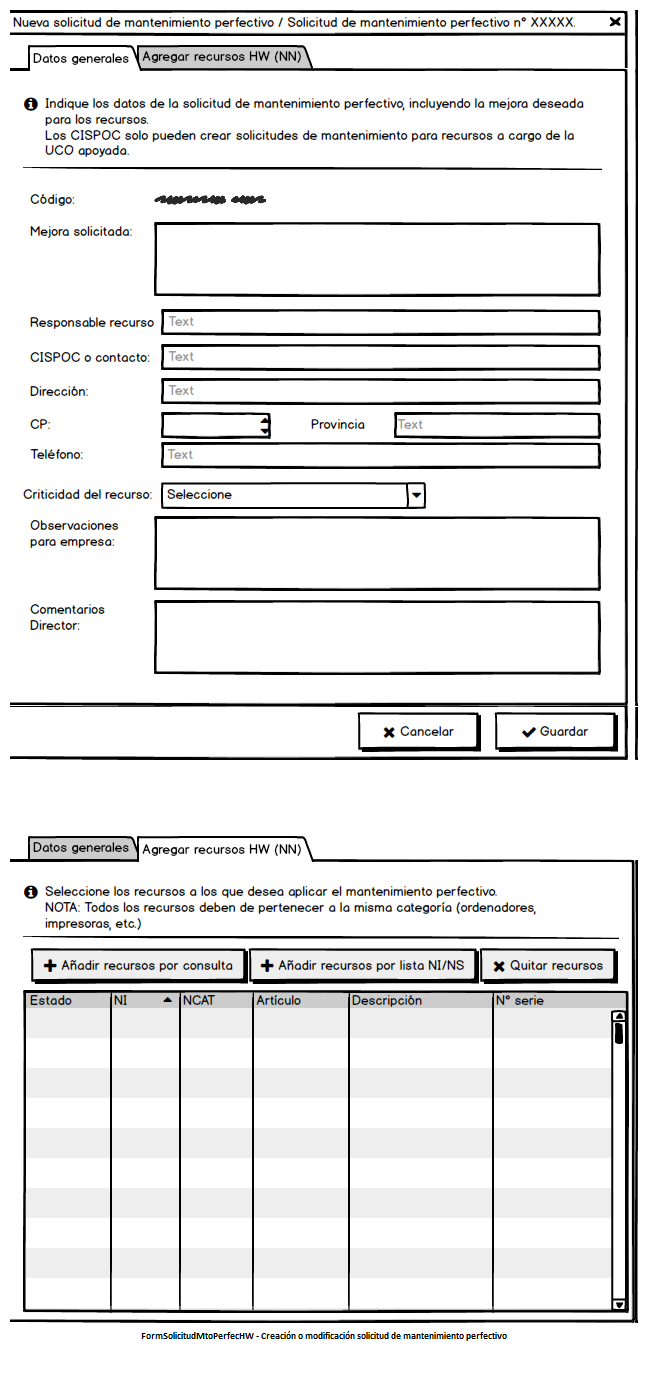 Nueva solicitud de mantenimiento perfectivo / Solicitud de mantenimiento perfectivo n° XXXXX.
Datos generales Agregar recursos HW (NN)
Indique los datos de la solicitud de mantenimiento perfectivo, incluyendo la mejora deseada
para los recursos.
Los CISPOC solo pueden crear solicitudes de mantenimiento para recursos a cargo de la
UCO apoyada.
Código:
Mejora solicitada:
Responsable recurso Text
CISPOC o contacto: Text
Dirección: Text
CP: Provincia Text
Teléfono: Text
Criticidad del recurso: Seleccione
Observaciones
para empresa:
Comentarios
Director:
Cancelar Guardar
Datos generales Agregar recursos HW (NN)
Seleccione los recursos a los que desea aplicar el mantenimiento perfectivo.
NOTA: Todos los recursos deben de pertenecer a la misma categoría (ordenadores,
impresoras, etc.)
Añadir recursos por consulta Añadir recursos por lista NI/NS Quitar recursos
Estado NI NCAT Artículo Descripción N° serie
FormSolicitudMtoPerfecHW - Creación o modificación solicitud de mantenimiento perfectivo